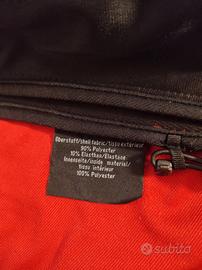 Oberstoff/shell fabric/tissu extérieur
90% Polyester
10% Elasthan/Elastane
Innenseite/inside material/
tissu intérieur
100% Polyester
subito